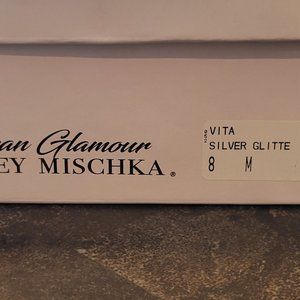 an Glamour
EY MISCHKA®
VITA
SILVER GLITTE
8 M